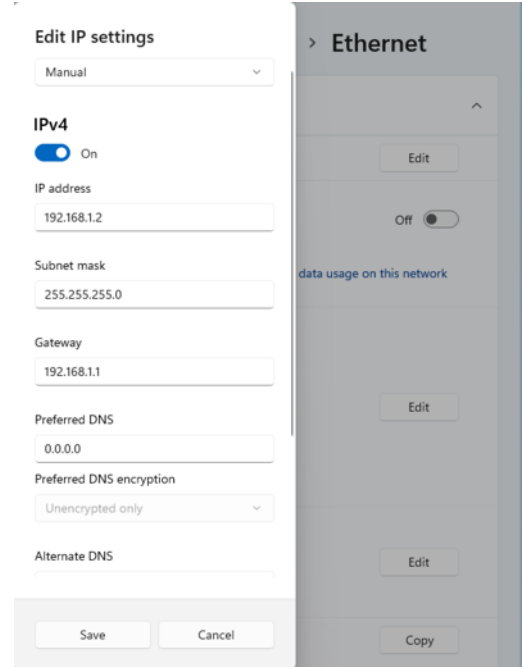 Edit IP settings
> Ethernet
Manual
IPv4
On
Edit
IP address
192.168.1.2
Off
Subnet mask
data usage on this network
255.255.255.0
Gateway
192.168.1.1
Edit
Preferred DNS
0.0.0.0
Preferred DNS encryption
Unencrypted only
Alternate DNS
Edit
Save
Cancel
Copy